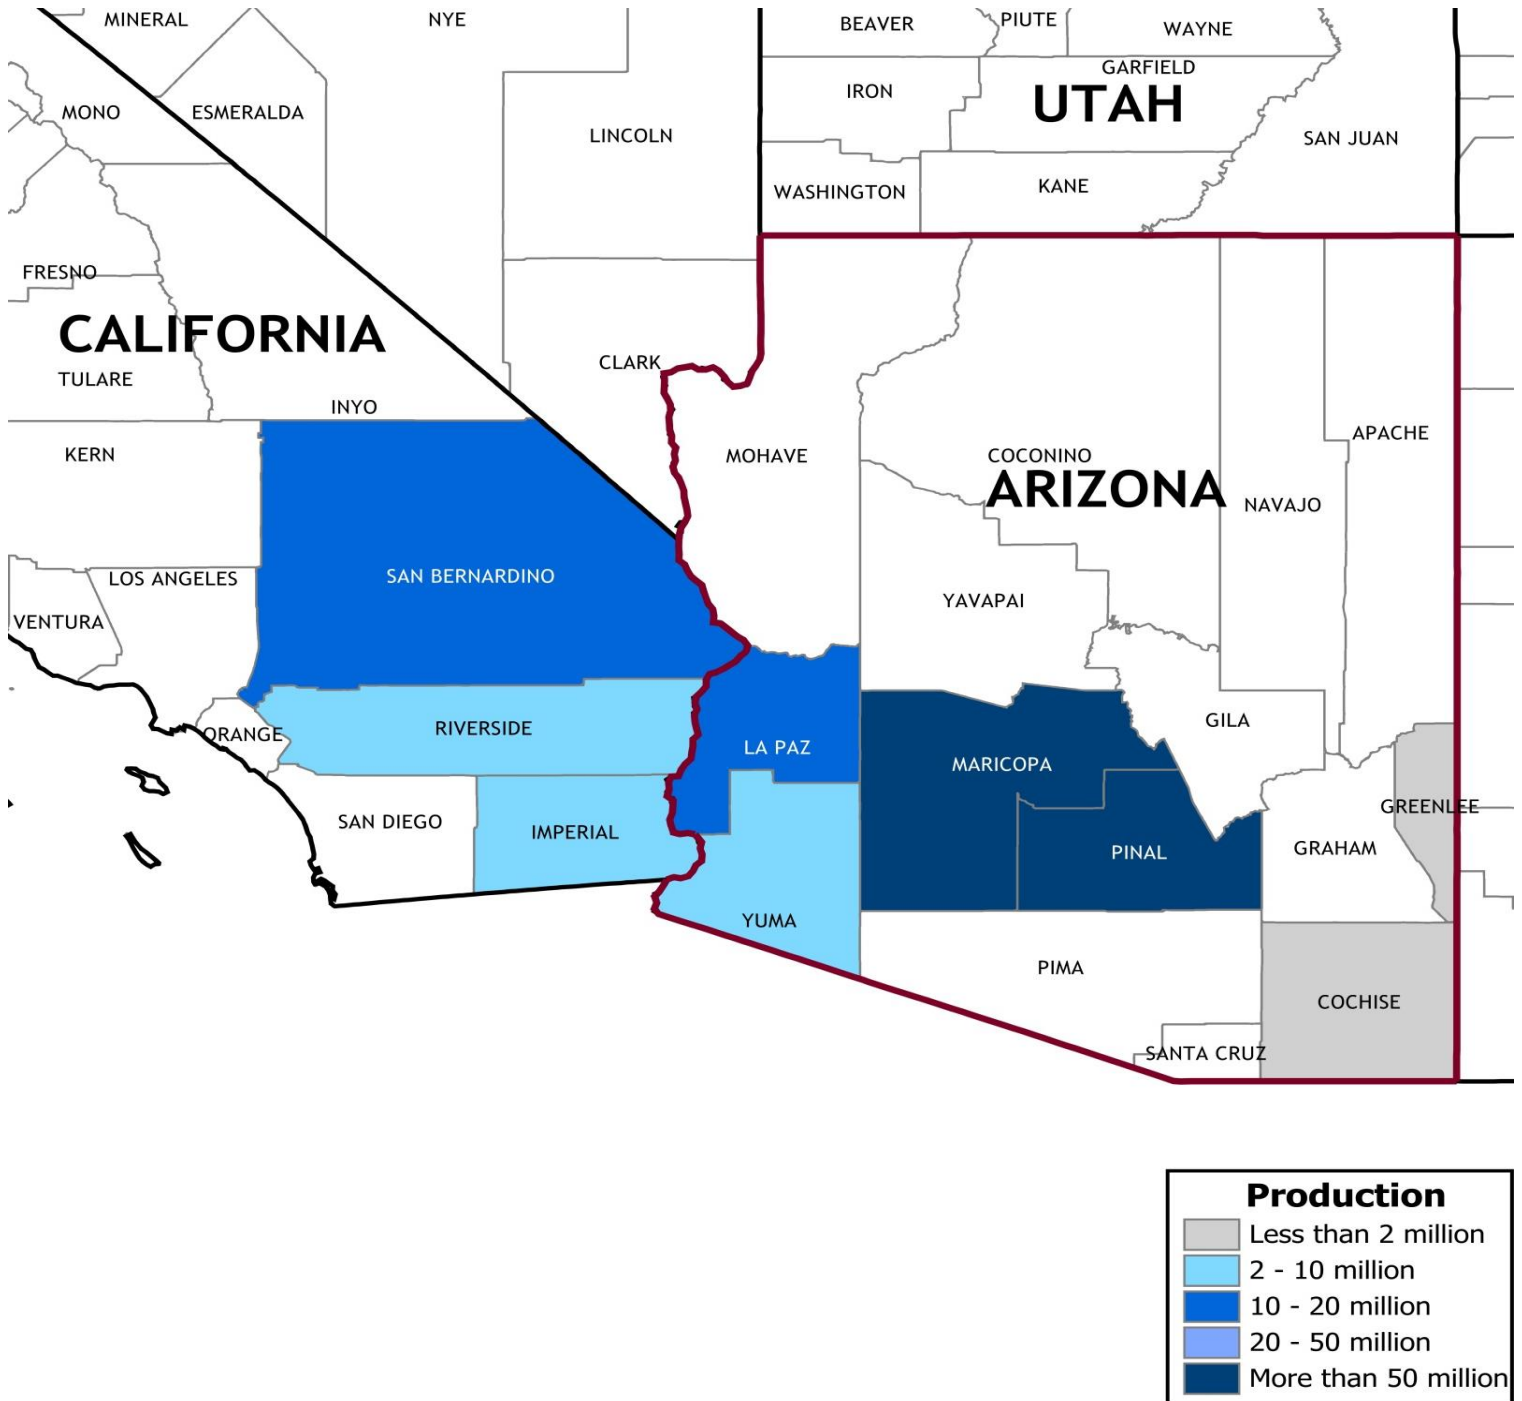 MINERAL
NYE
BEAVER
PIUTE
WAYNE
GARFIELD
MONO
ESMERALDA
IRON
UTAH
LINCOLN
SAN JUAN
WASHINGTON
KANE
FRESNO
CALIFORNIA
CLARK
TULARE
INYO
APACHE
KERN
MOHAVE
COCONINO
ARIZONA
NAVAJO
LOS ANGELES
SAN BERNARDINO
YAVAPAI
VENTURA
GILA
RIVERSIDE
ORANGE
LA PAZ
MARICOPA
GREENLEE
SAN DIEGO
IMPERIAL
PINAL
GRAHAM
YUMA
PIMA
COCHISE
SANTA CRUZ
Production
Less than 2 million
2 - 10 million
10 - 20 million
20 - 50 million
More than 50 million